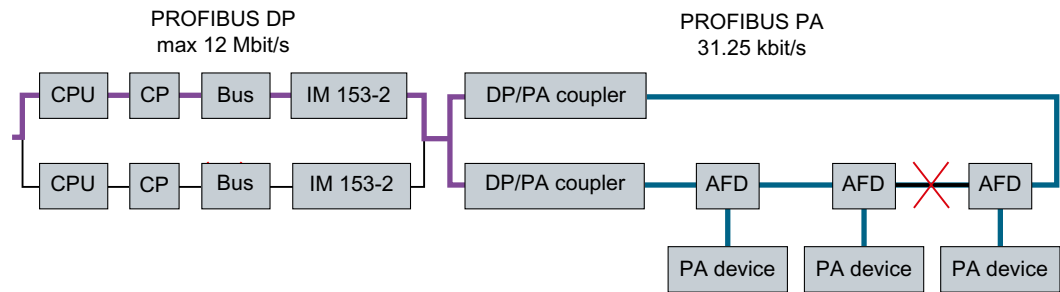 PROFIBUS DP
max 12 Mbit/s
PROFIBUS PA
31.25 kbit/s
CPU CP Bus IM 153-2 DP/PA coupler
CPU CP Bus IM 153-2 DP/PA coupler AFD AFD AFD
PA device PA device PA device